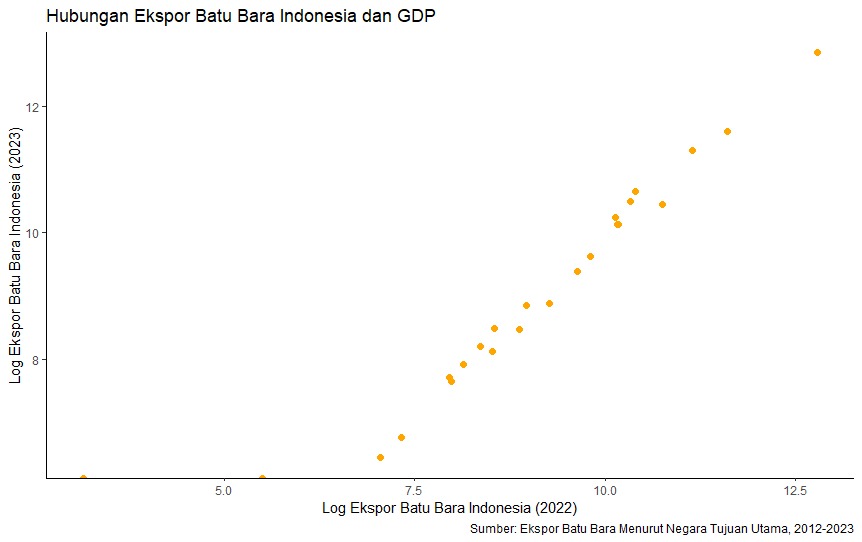 Hubungan Ekspor Batu Bara Indonesia dan GDP
Log Ekspor Batu Bara Indonesia (2023)
12
10
8
5.0
7.5
10.0
12.5
Log Ekspor Batu Bara Indonesia (2022)
Sumber: Ekspor Batu Bara Menurut Negara Tujuan Utama, 2012-2023